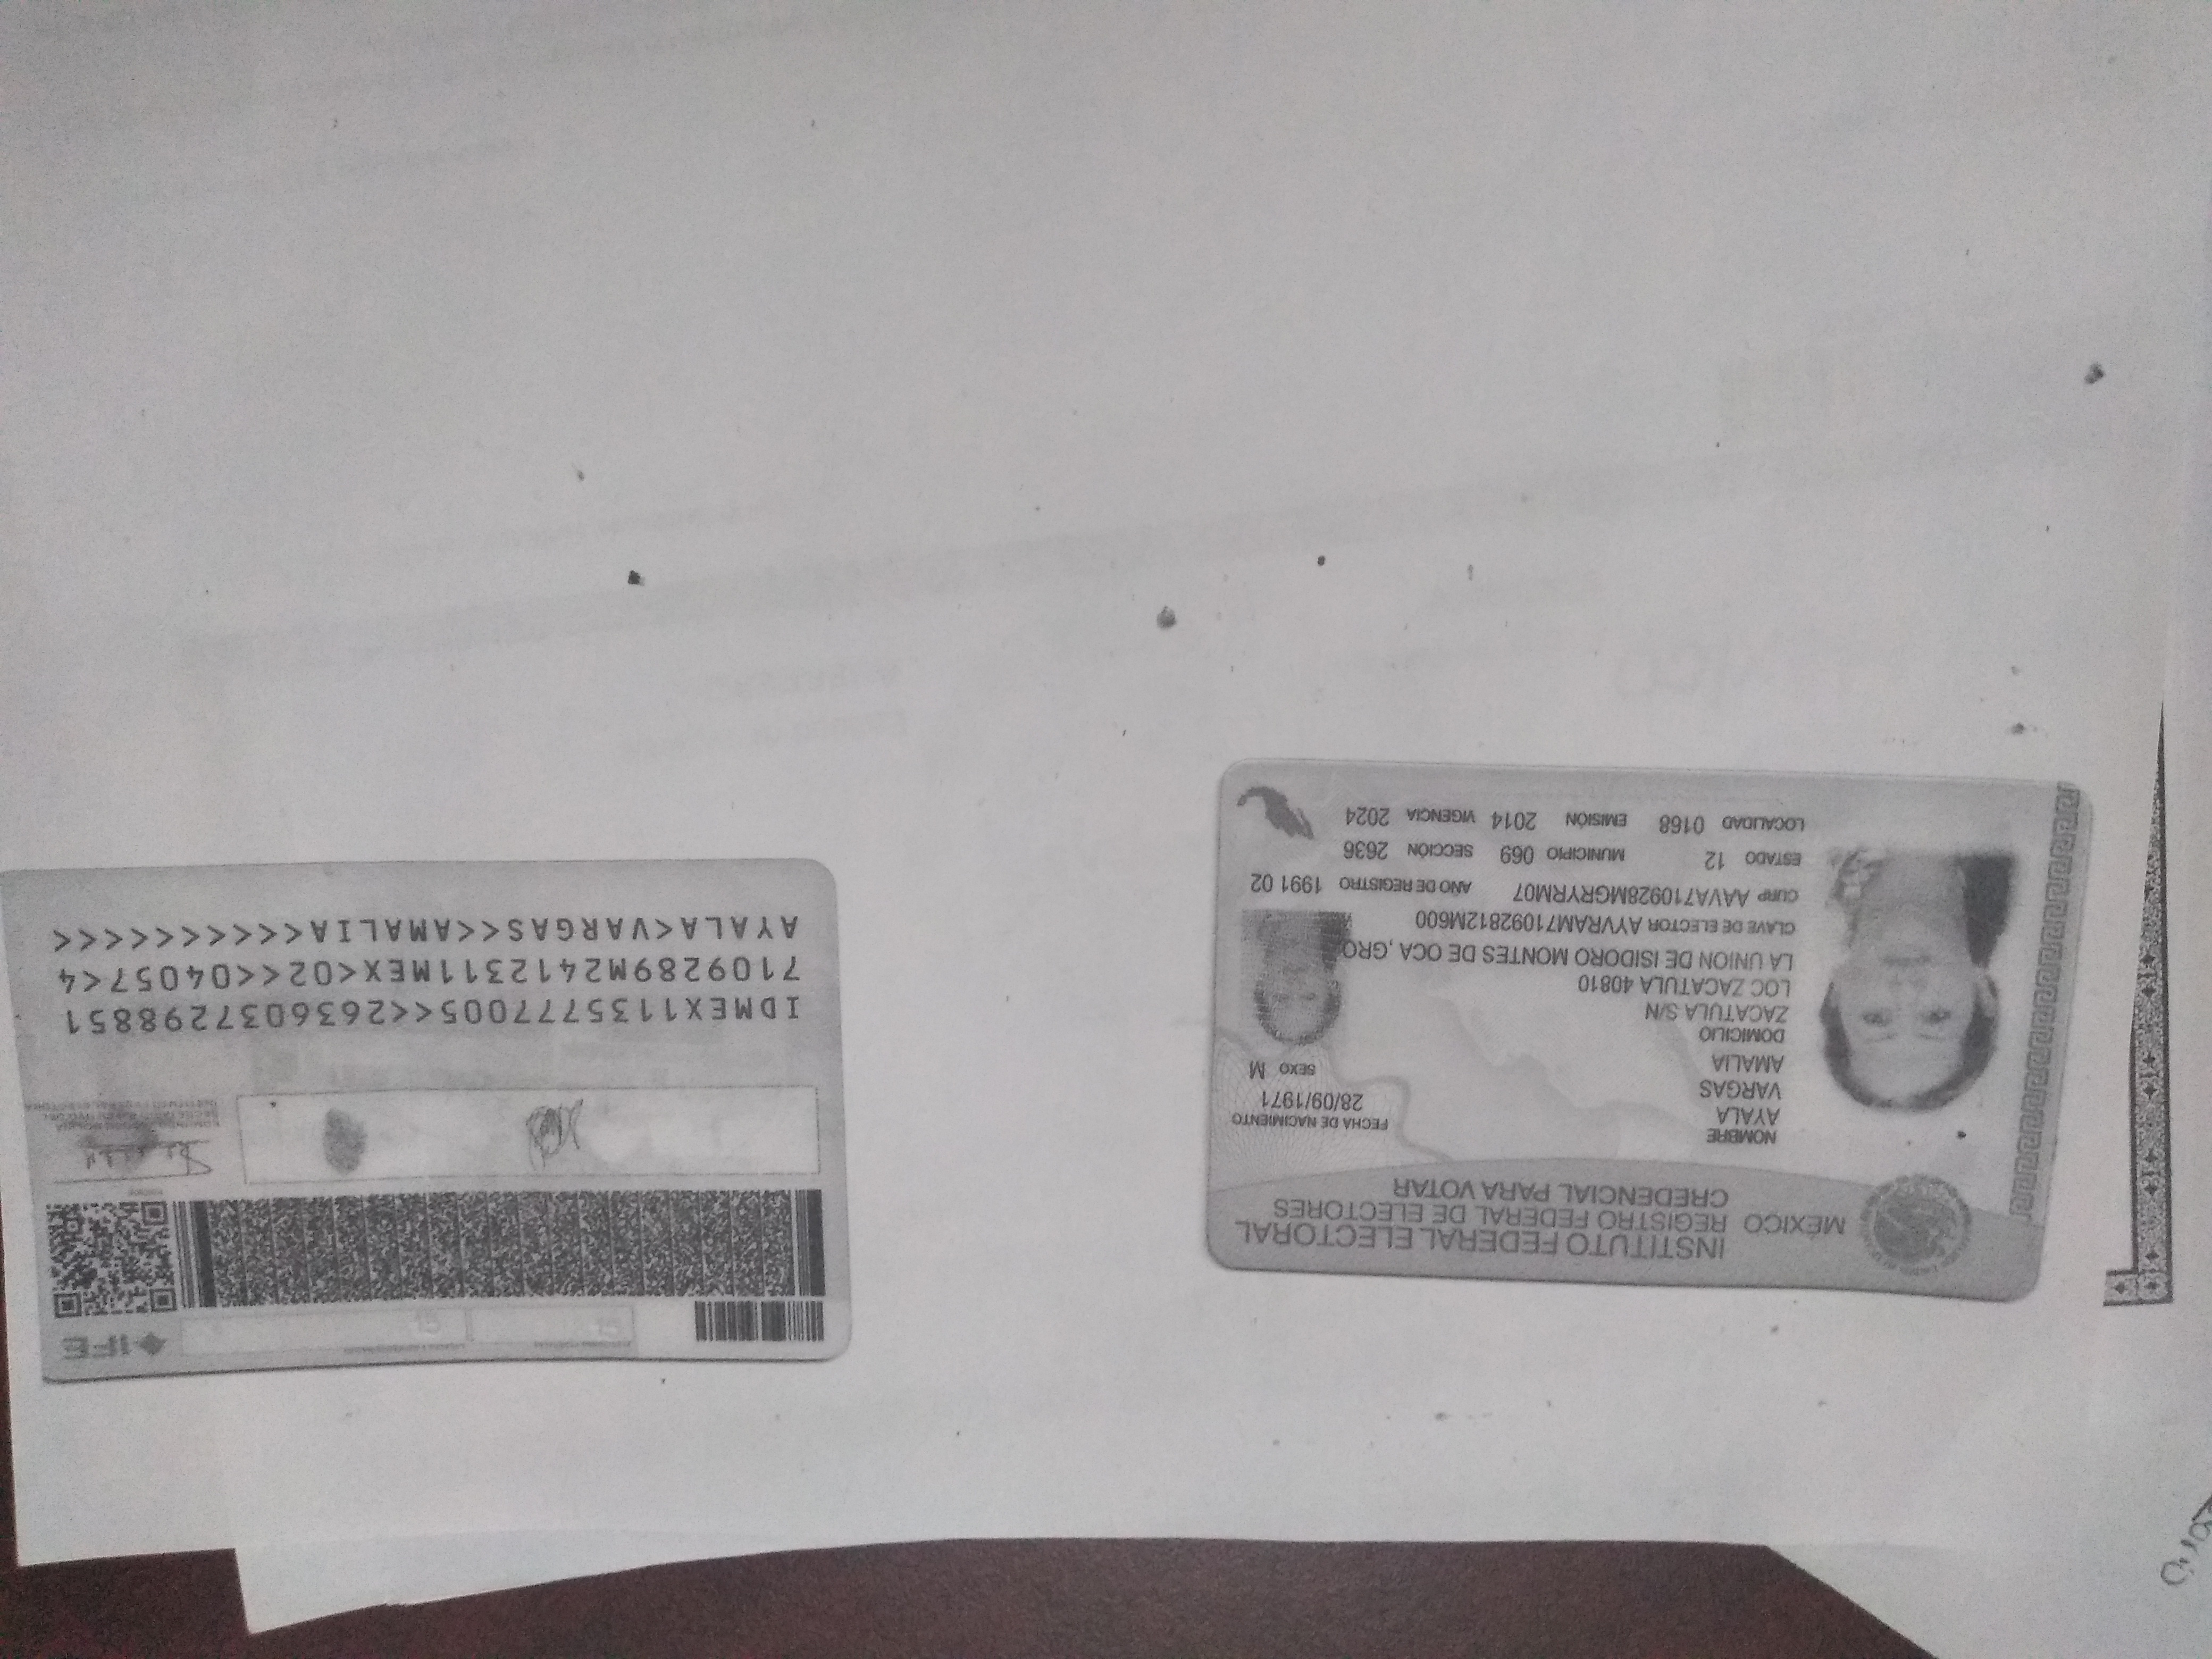 MÉXICO
INSTITUTO FEDERAL ELECTORAL
REGISTRO FEDERAL DE ELECTORES
CREDENCIAL PARA VOTAR
NOMBRE
AYALA
VARGAS
AMALIA
FECHA DE NACIMIENTO
28/09/1971
SEXO M
DOMICILIO
ZACATULA S/N
LOC ZACATULA 40810
LA UNION DE ISIDORO MONTES DE OCA ,GRO
CLAVE DE ELECTOR AYVRAM71092812M600
CURP AAVA710928MGRYRM07 AÑO DE REGISTRO 1991 02
ESTADO 12 MUNICIPIO 069 SECCIÓN 2636
LOCALIDAD 0168 EMISIÓN 2014 VIGENCIA 2024
IFE
IDMEX1135777005<<2636037298851
7109289M2412311MEX<02<<04057<4
AYALA<VARGAS<<AMALIA<<<<<<<<<<